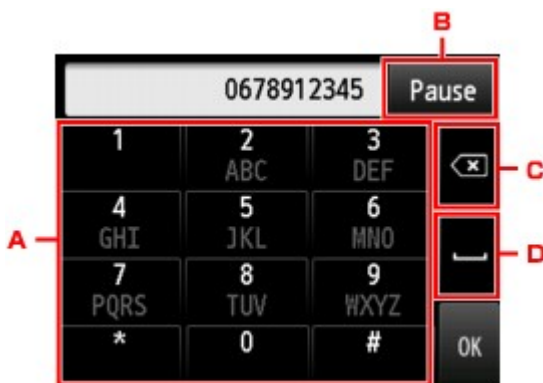 B
0678912345 Pause
1 2 3
ABC DEF
C
4 5 6
GHI JKL MNO
A
D
7 8 9
PQRS TUV WXYZ
* 0 # OK